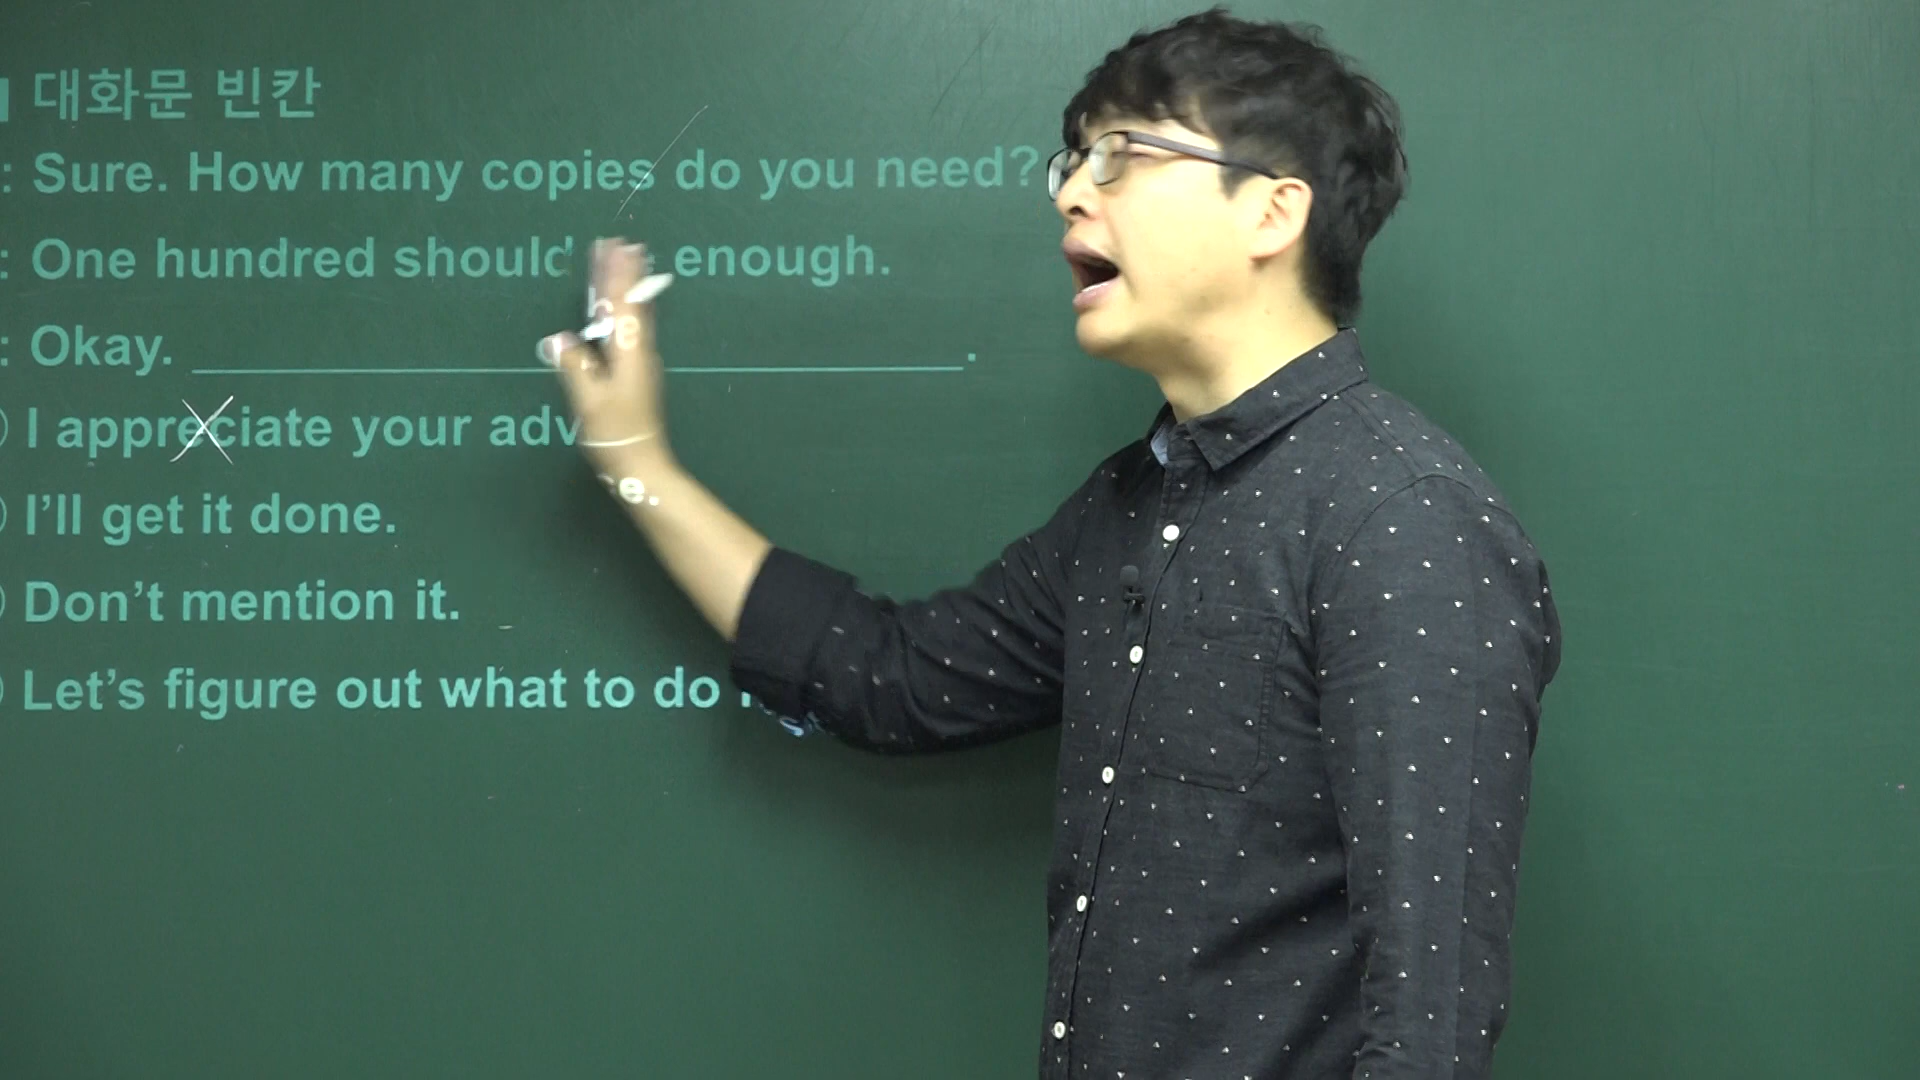 대화문 빈칸
: Sure. How many copies do you need?
: One hundred should enough.
: Okay. ____________________.
I appreciate your
I'll get it done.
Don't mention it.
Let's figure out what to do